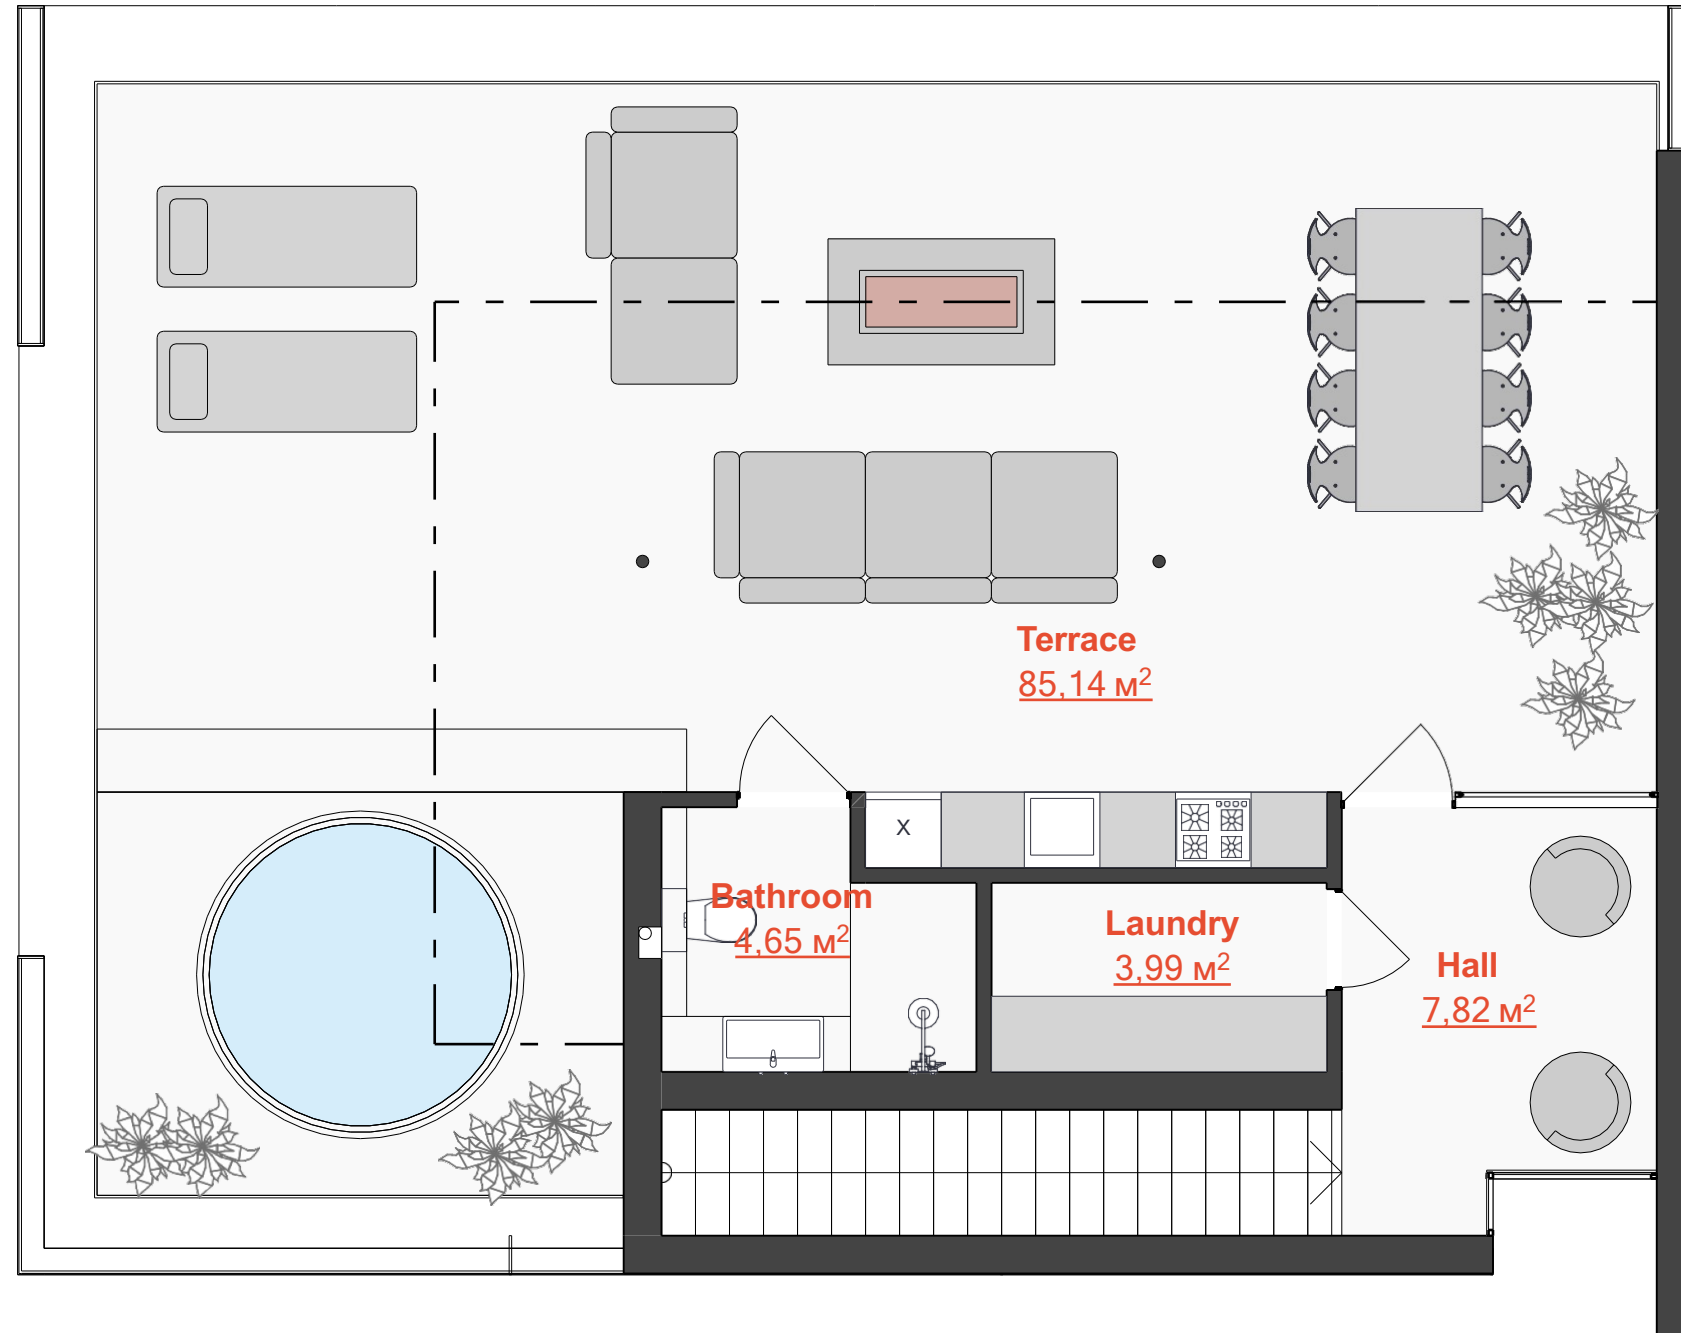 Terrace
85,14 м²
X
Bathroom
4,65 м²
Laundry
3,99 м²
Hall
7,82 м²